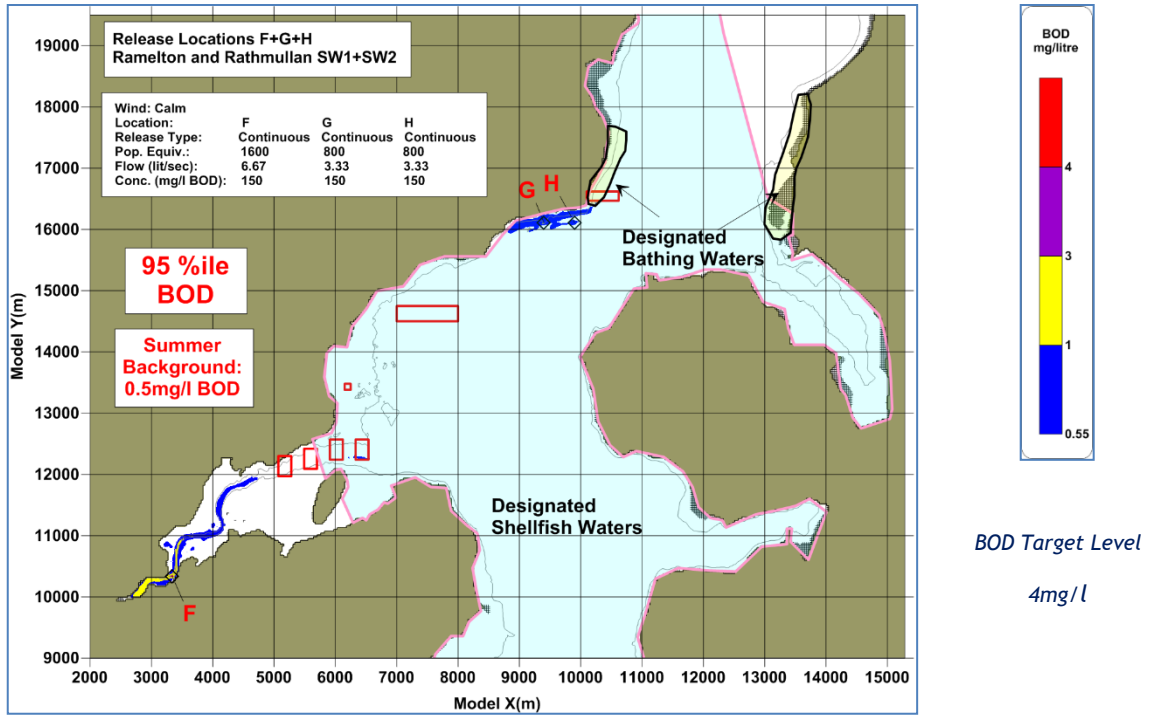 Release Locations F+G+H
Ramelton and Rathmullan SW1+SW2
Wind: Calm
Location: F G H
Release Type: Continuous Continuous Continuous
Pop. Equiv.: 1600 800 800
Flow (lit/sec): 6.67 3.33 3.33
Conc. (mg/l BOD): 150 150 150
G H
Designated
Bathing Waters
95 %ile
BOD
Summer
Background:
0.5mg/l BOD
Designated
Shellfish Waters
F
Model Y(m)
19000
18000
17000
16000
15000
14000
13000
12000
11000
10000
9000
2000 3000 4000 5000 6000 7000 8000 9000 10000 11000 12000 13000 14000 15000
Model X(m)
BOD
mg/litre
4
3
1
0.55
BOD Target Level
4mg/l